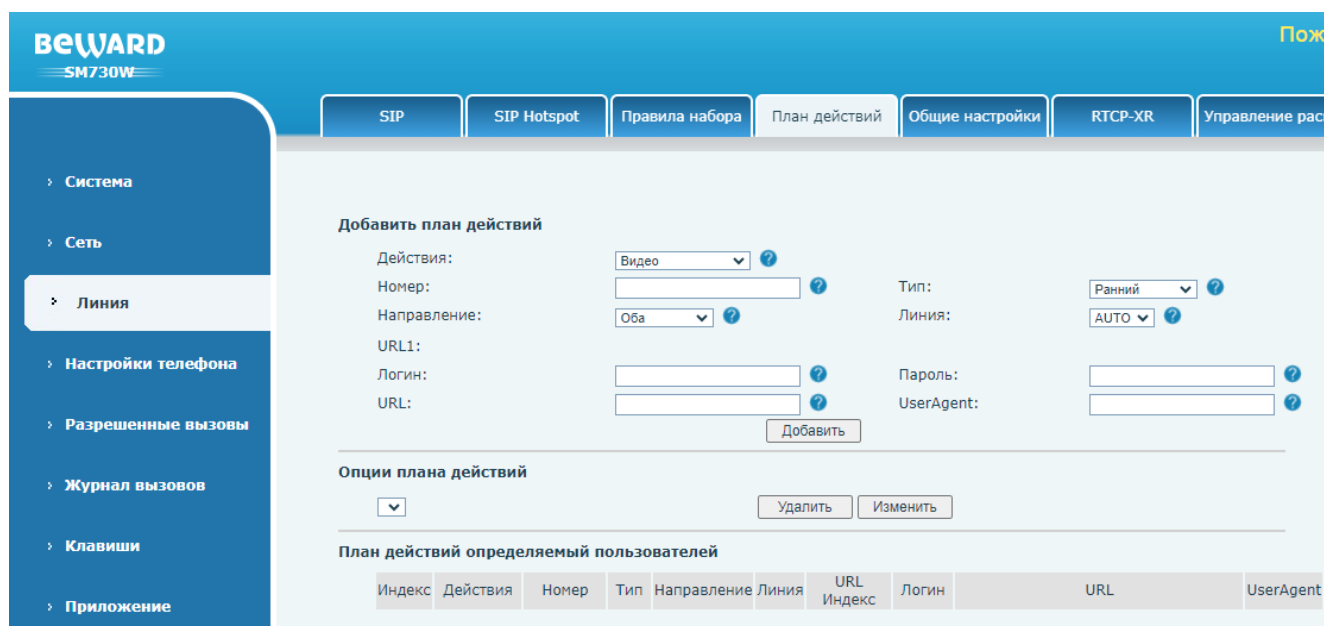 BEWARD
SM730W
Пож
SIP
SIP Hotspot
Правила набора
План действий
Общие настройки
RTCP-XR
Управление рас
Система
Сеть
Линия
Настройки телефона
Разрешенные вызовы
Журнал вызовов
Клавиши
Приложение
Добавить план действий
Действия: Видео
Номер: Тип: Ранний
Направление: Оба Линия: AUTO
URL1:
Логин: Пароль:
URL: UserAgent:
Добавить
Опции плана действий
Удалить Изменить
План действий определяемый пользователей
Индекс Действия Номер Тип Направление Линия URL Индекс Логин URL UserAgent